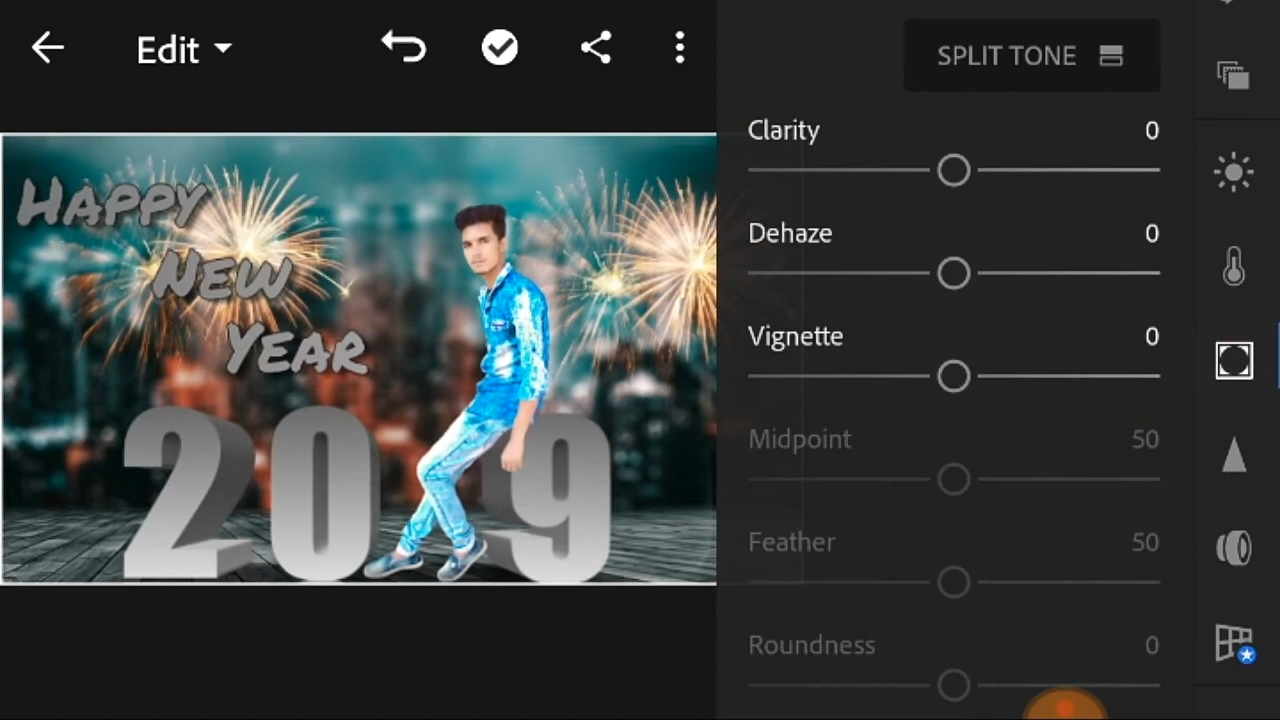 Edit
SPLIT TONE
Clarity 0
Dehaze 0
Vignette 0
Midpoint 50
Feather 50
Roundness 0
HAPPY
NEW
YEAR
20 9